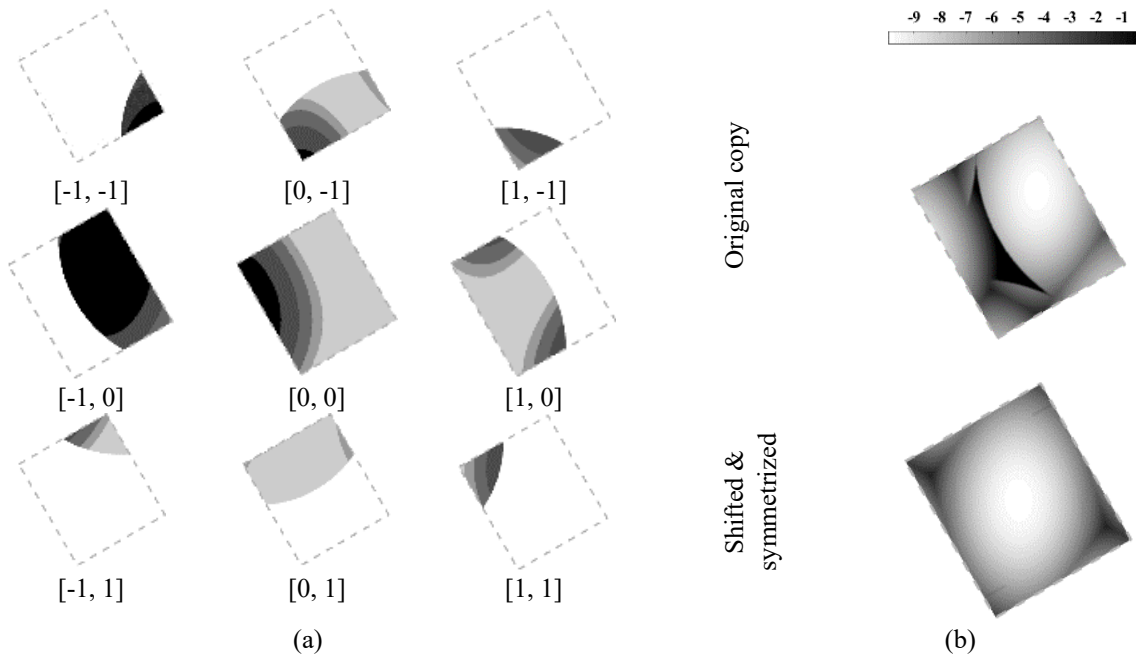 -9 -8 -7 -6 -5 -4 -3 -2 -1
[-1, -1] [0, -1] [1, -1]
[-1, 0] [0, 0] [1, 0]
[-1, 1] [0, 1] [1, 1]
(a)
Original copy
Shifted &
symmetrized
(b)